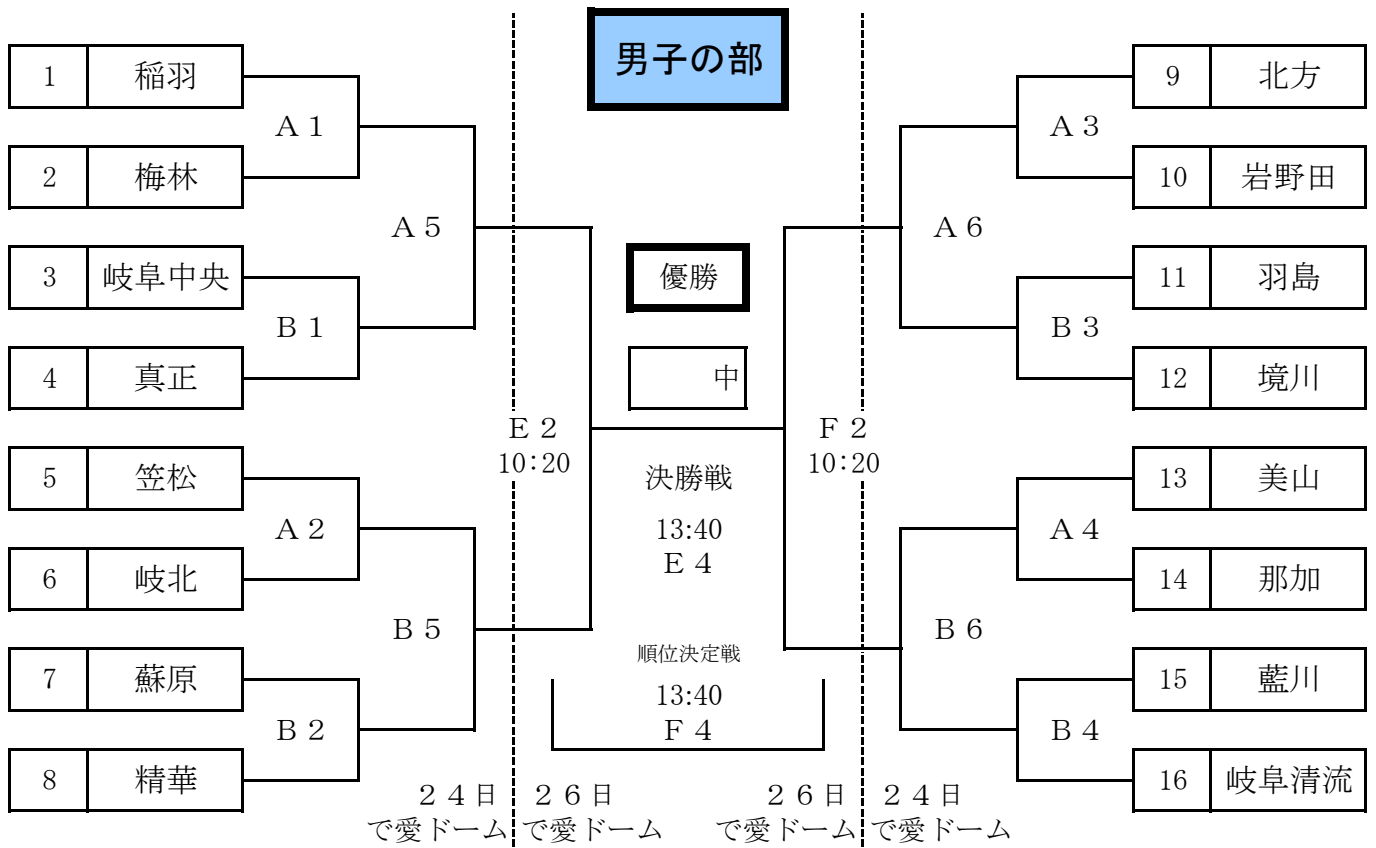 男子の部
1 稲羽
2 梅林
3 岐阜中央
4 真正
5 笠松
6 岐北
7 蘇原
8 精華
Ａ１
Ｂ１
Ａ２
Ｂ２
Ａ５
Ｂ５
Ｅ２
10:20
優勝
中
決勝戦
13:40
Ｅ４
順位決定戦
13:40
Ｆ４
Ｆ２
10:20
Ａ６
Ｂ６
Ａ３
Ｂ３
Ａ４
Ｂ４
9 北方
10 岩野田
11 羽島
12 境川
13 美山
14 那加
15 藍川
16 岐阜清流
２４日
で愛ドーム
２６日
で愛ドーム
２６日
で愛ドーム
２４日
で愛ドーム